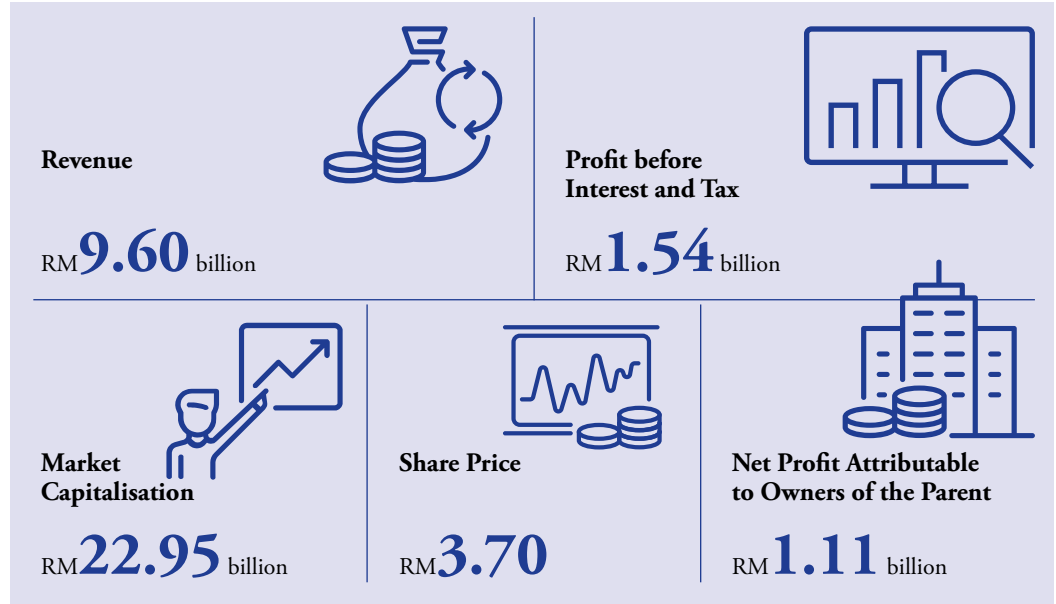 Revenue
RM9.60 billion
Profit before
Interest and Tax
RM1.54 billion
Market
Capitalisation
RM22.95 billion
Share Price
RM3.70
Net Profit Attributable
to Owners of the Parent
RM1.11 billion